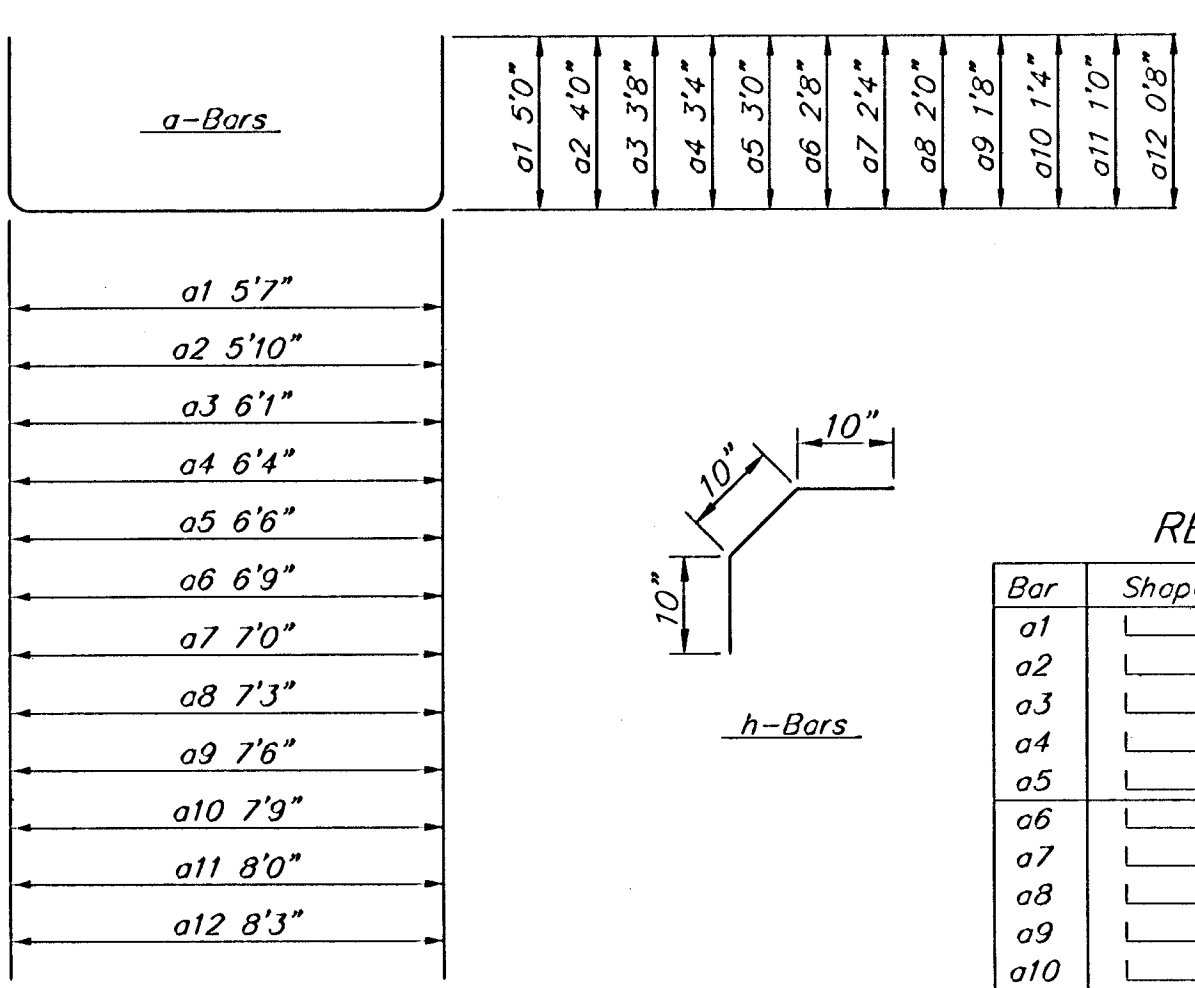 a-Bars
a1 5'0"
a2 4'0"
a3 3'8"
a4 3'4"
a5 3'0"
a6 2'8"
a7 2'4"
a8 2'0"
a9 1'8"
a10 1'4"
a11 1'0"
a12 0'8"
a1 5'7"
a2 5'10"
a3 6'1"
a4 6'4"
a5 6'6"
a6 6'9"
a7 7'0"
a8 7'3"
a9 7'6"
a10 7'9"
a11 8'0"
a12 8'3"
10"
10"
10"
h-Bars
RE
Bar Shap
a1
a2
a3
a4
a5
a6
a7
a8
a9
a10